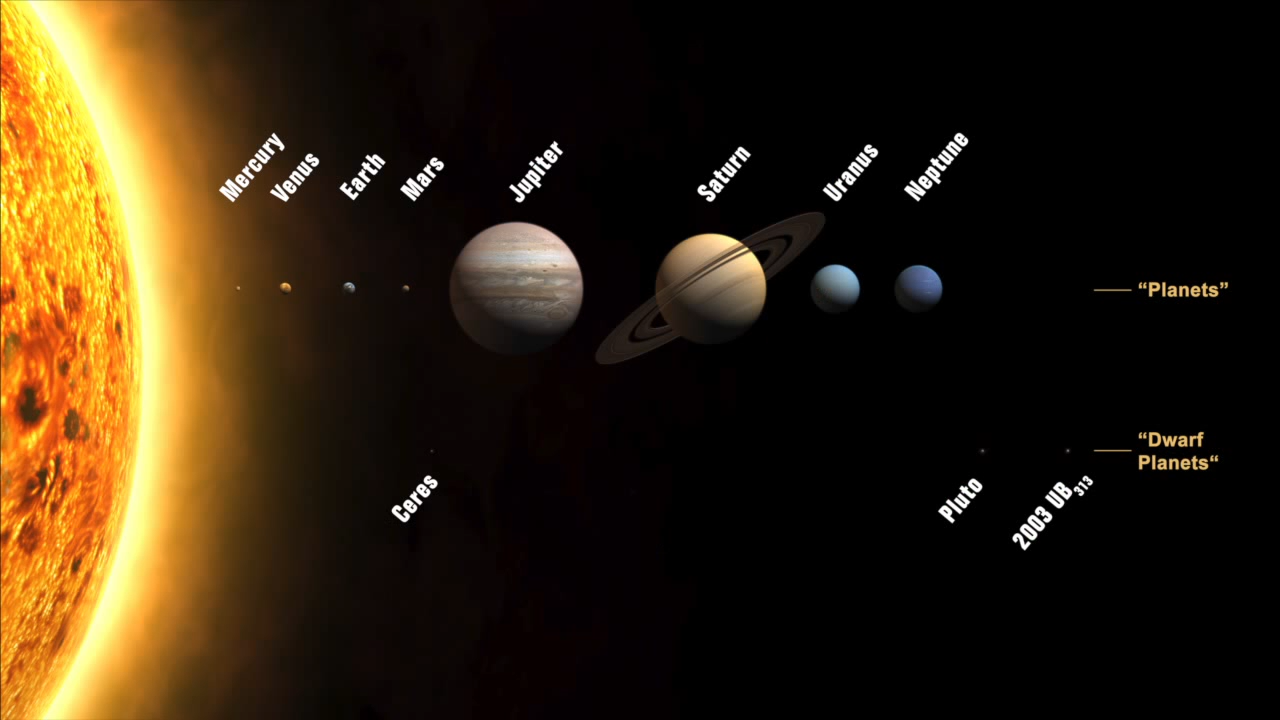 Mercury
Venus
Earth
Mars
Jupiter
Saturn
Uranus
Neptune
“Planets”
“Dwarf
Planets“
Ceres
Pluto
2003 UB₃₁₃